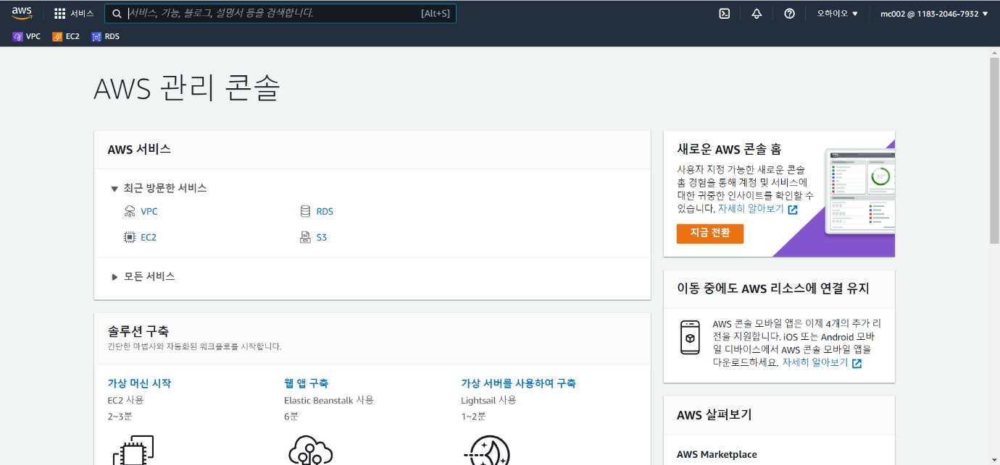 aws
서비스
서비스, 기능, 블로그, 설명서 등을 검색합니다.
[Alt+S]
오하이오 ▼
mc002 @ 1183-2046-7932 ▼
VPC
EC2
RDS
AWS 관리 콘솔
AWS 서비스
▼ 최근 방문한 서비스
VPC
RDS
EC2
S3
▶ 모든 서비스
솔루션 구축
간단한 마법사와 자동화된 워크플로를 시작합니다.
가상 머신 시작
EC2 사용
2~3분
웹 앱 구축
Elastic Beanstalk 사용
6분
가상 서버를 사용하여 구축
Lightsail 사용
1~2분
새로운 AWS 콘솔 홈
사용자 지정 가능한 새로운 콘솔
홈 경험을 통해 계정 및 서비스에
대한 귀중한 인사이트를 확인할 수
있습니다. 자세히 알아보기
지금 전환
이동 중에도 AWS 리소스에 연결 유지
AWS 콘솔 모바일 앱은 이제 4개의 추가 리
전을 지원합니다. iOS 또는 Android 모바
일 디바이스에서 AWS 콘솔 모바일 앱을
다운로드하세요. 자세히 알아보기
AWS 살펴보기
AWS Marketplace